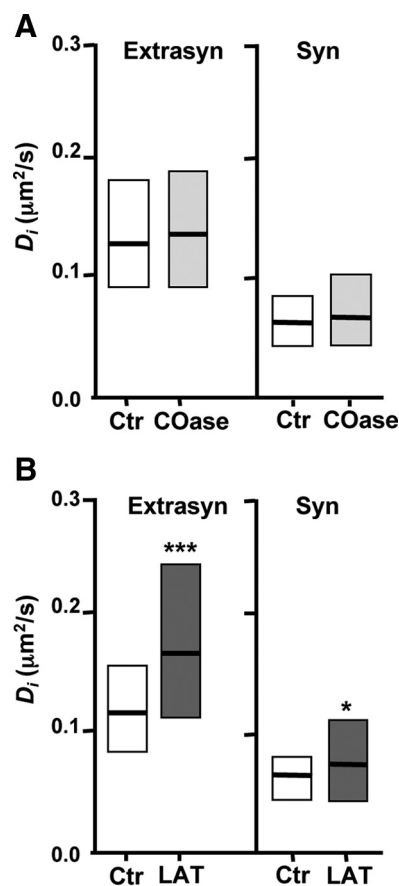 A
0.3
Extrasyn Syn
0.2
Di (μm²/s)
0.1
0.0
Ctr COase Ctr COase
B
0.3
Extrasyn Syn
***
0.2
Di (μm²/s)
*
0.1
0.0
Ctr LAT Ctr LAT